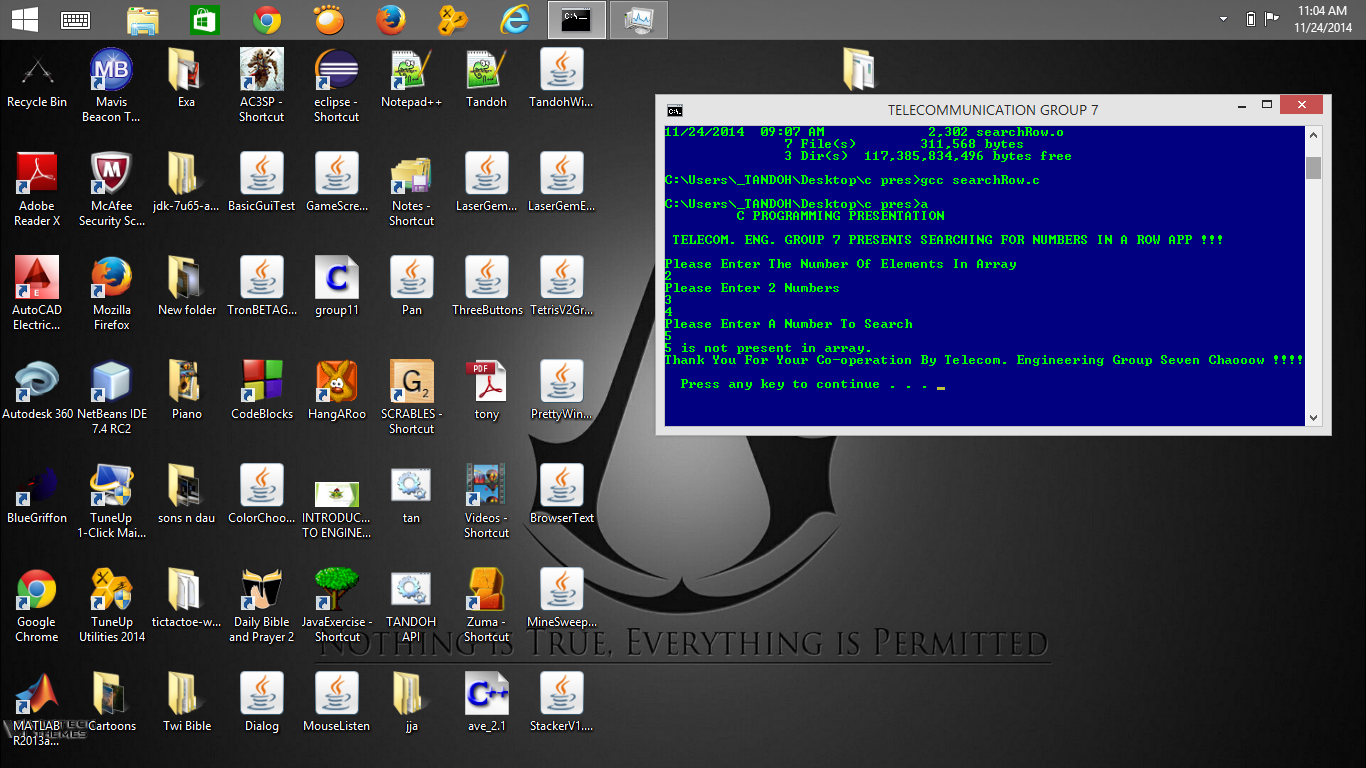 11:04 AM
11/24/2014
Recycle Bin
Mavis
Beacon T...
Exa
AC3SP -
Shortcut
eclipse -
Shortcut
Notepad++
Tandoh
TandohWi...
Adobe
Reader X
McAfee
Security Sc...
jdk-7u65-a...
BasicGuiTest
GameScre...
Notes -
Shortcut
LaserGem...
LaserGemE...
AutoCAD
Electric...
Mozilla
Firefox
New folder
TronBETAG...
group11
Pan
ThreeButtons
TetrisV2Gr...
Autodesk 360
NetBeans IDE
7.4 RC2
Piano
CodeBlocks
HangARoo
SCRABLES -
Shortcut
tony
PrettyWin...
BlueGriffon
TuneUp
1-Click Mai...
sons n dau
ColorChoo...
INTRODUC...
TO ENGINE...
tan
Videos -
Shortcut
BrowserText
Google
Chrome
TuneUp
Utilities 2014
tictactoe-w...
Daily Bible
and Prayer 2
JavaExercise -
Shortcut
TANDOH
API
Zuma -
Shortcut
MineSweep...
MATLAB
R2013a...
Cartoons
Twi Bible
Dialog
MouseListen
jja
ave_2.1
StackerV1....
TELECOMMUNICATION GROUP 7
11/24/2014  09:07 AM             2,302 searchRow.o
7 File(s)        311,568 bytes
3 Dir(s)  117,385,834,496 bytes free
C:\Users\_TANDOH\Desktop\c pres>gcc searchRow.c
C:\Users\_TANDOH\Desktop\c pres>a
C PROGRAMMING PRESENTATION
TELECOM. ENG. GROUP 7 PRESENTS SEARCHING FOR NUMBERS IN A ROW APP !!!
Please Enter The Number Of Elements In Array
2
Please Enter 2 Numbers
3
4
Please Enter A Number To Search
5
5 is not present in array.
Thank You For Your Co-operation By Telecom. Engineering Group Seven Chaooow !!!!
Press any key to continue . . . _
NOTHING IS TRUE, EVERYTHING IS PERMITTED